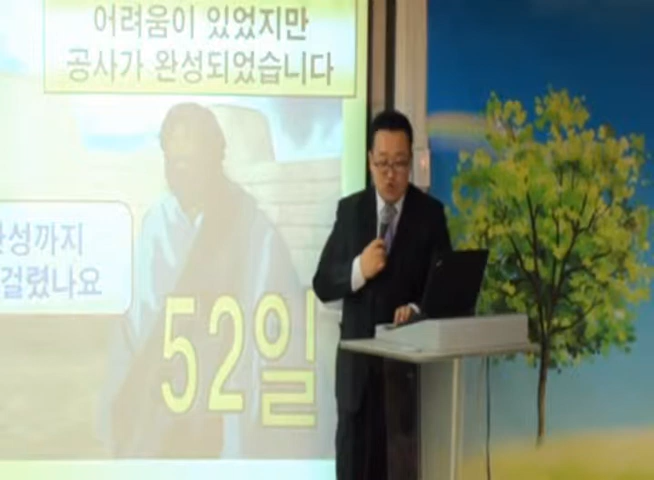 어려움이 있었지만
공사가 완성되었습니다
완성까지
걸렸나요
52일